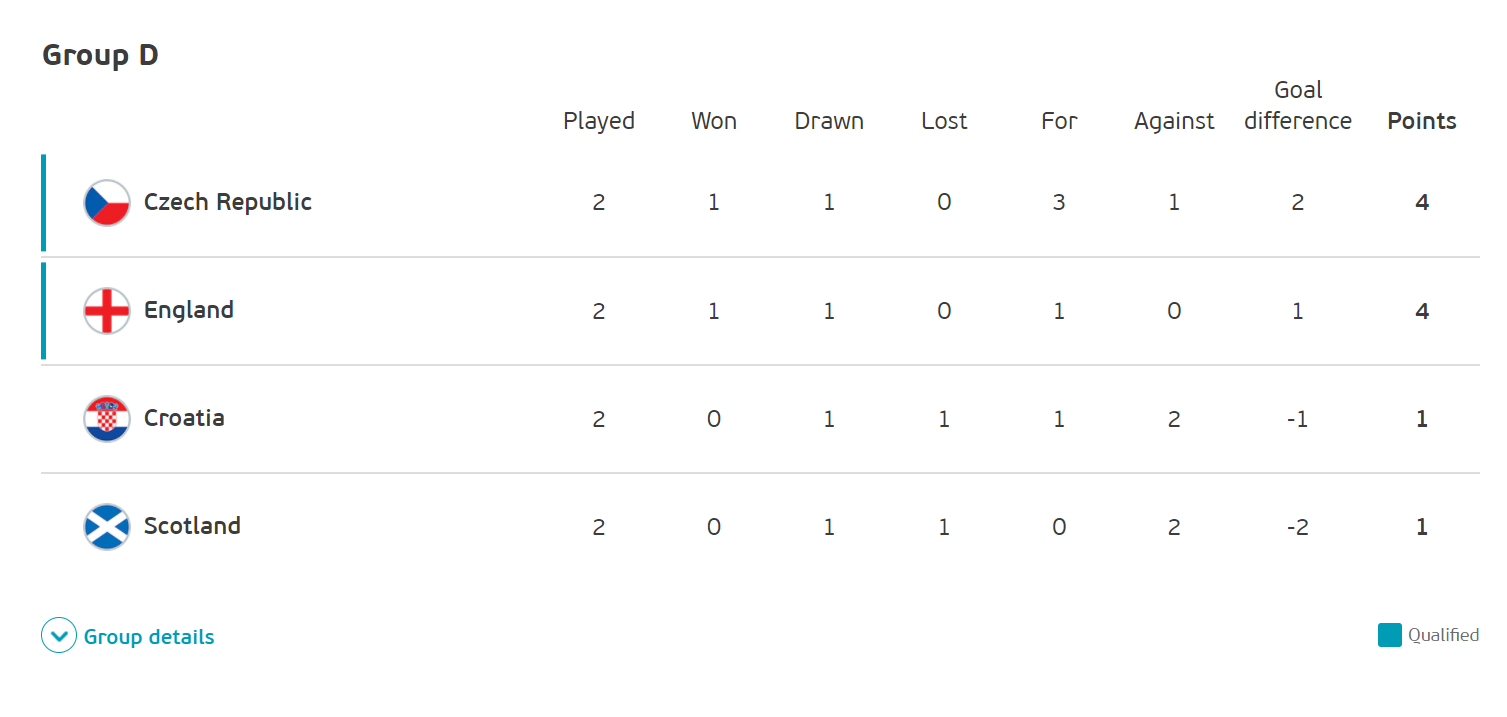 Group D
Played Won Drawn Lost For Against Goal difference Points
Czech Republic 2 1 1 0 3 1 2 4
England 2 1 1 0 1 0 1 4
Croatia 2 0 1 1 1 2 -1 1
Scotland 2 0 1 1 0 2 -2 1
Group details Qualified